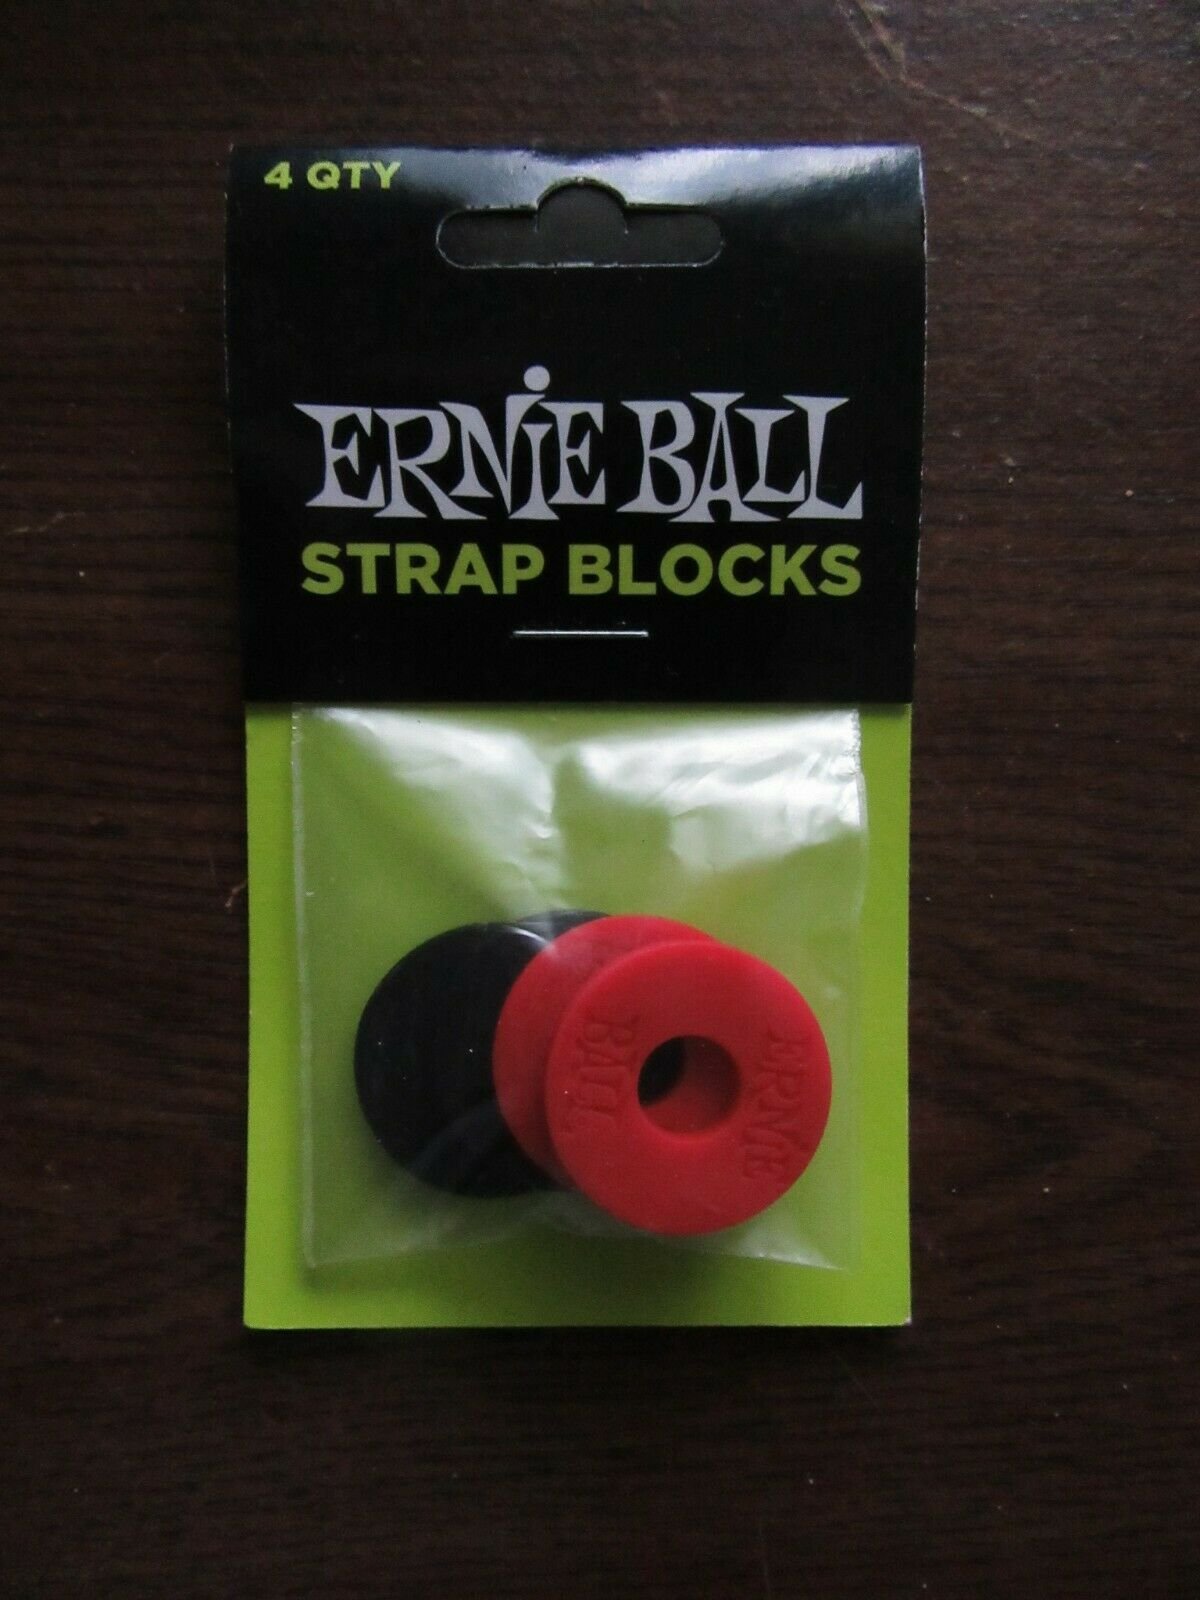 4 QTY
ERNiE BALL
STRAP BLOCKS
ERNIE
BALL